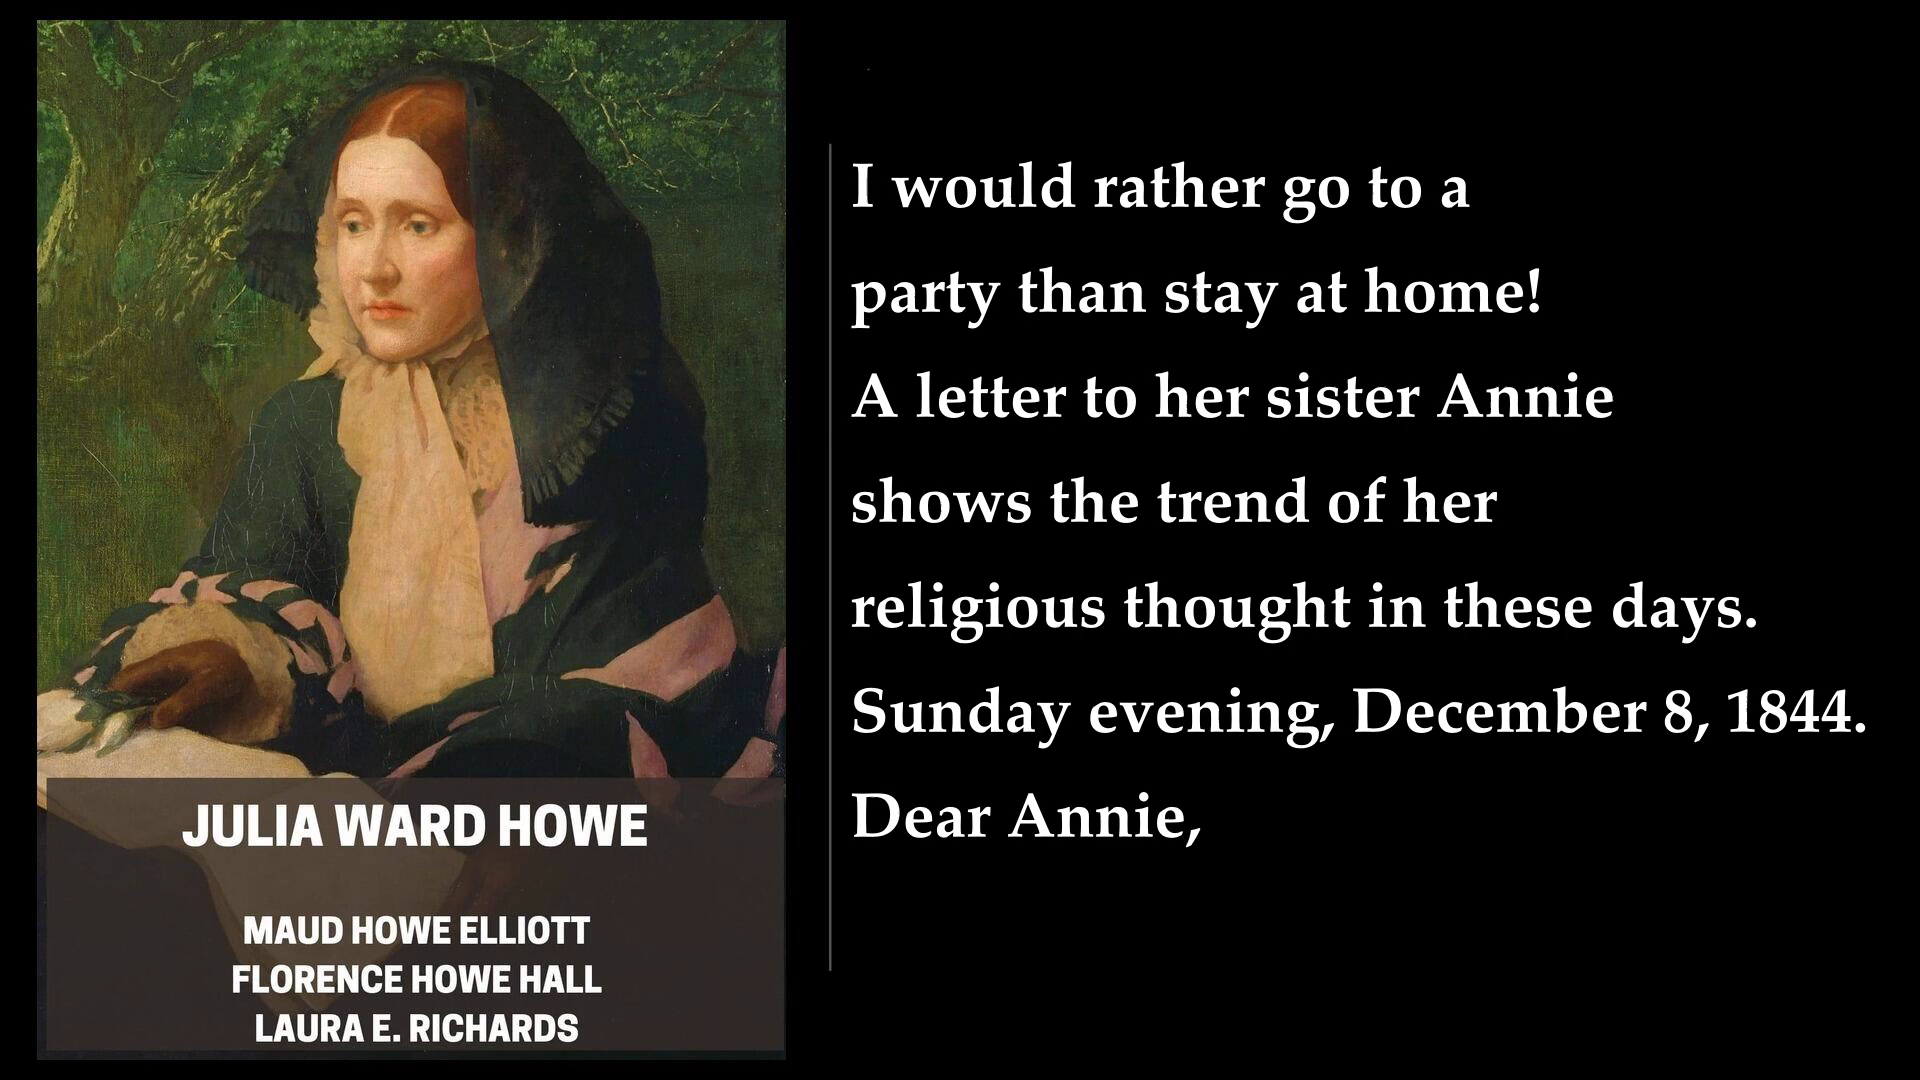 JULIA WARD HOWE
MAUD HOWE ELLIOTT
FLORENCE HOWE HALL
LAURA E. RICHARDS
I would rather go to a
party than stay at home!
A letter to her sister Annie
shows the trend of her
religious thought in these days.
Sunday evening, December 8, 1844.
Dear Annie,